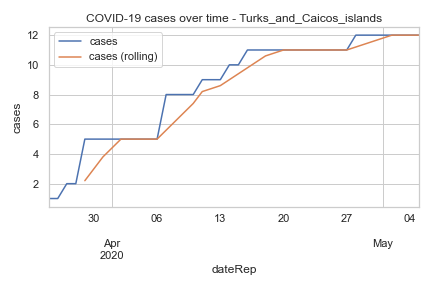 COVID-19 cases over time - Turks_and_Caicos_islands
cases
cases (rolling)
cases
12
10
8
6
4
2
30 06 13 20 27 04
Apr May
2020
dateRep